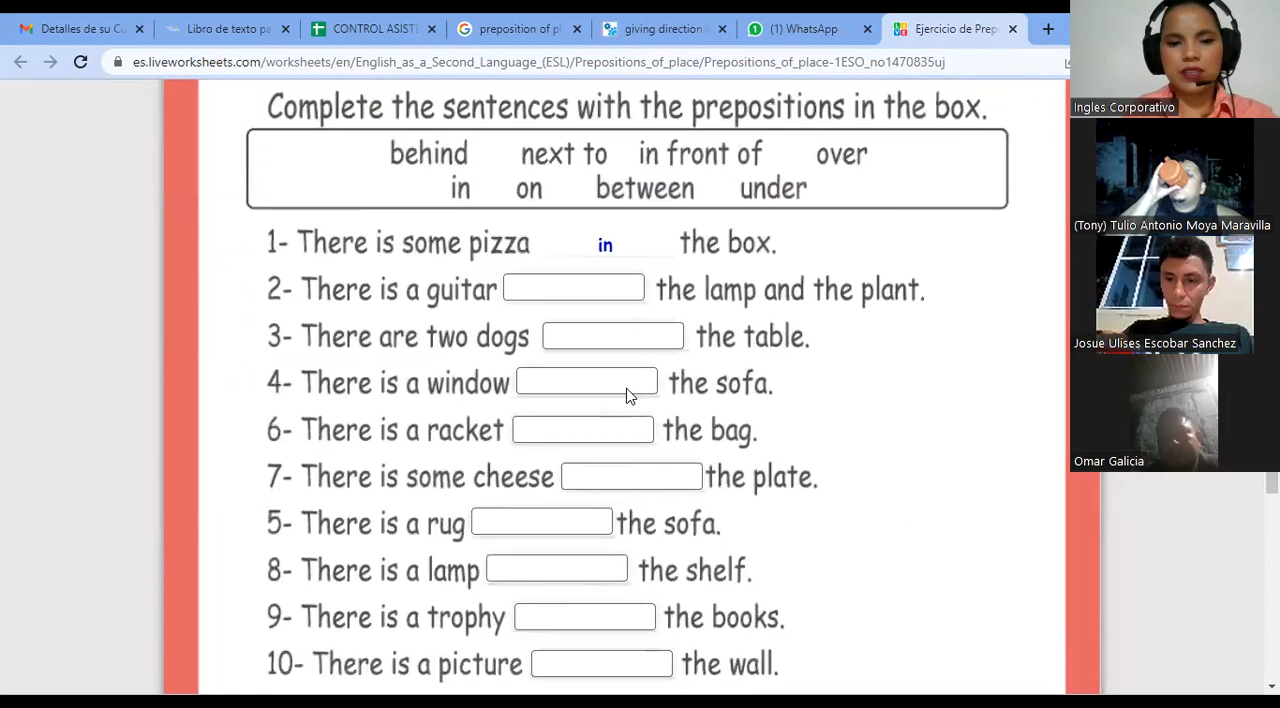 Detalles de su Cu
Libro de texto pa
CONTROL ASISTE
preposition of pl
giving direction s
(1) WhatsApp
Ejercicio de Prep
es.liveworksheets.com/worksheets/en/English_as_a_Second_Language_(ESL)/Prepositions_of_place/Prepositions_of_place-1ESO_no1470835uj
Complete the sentences with the prepositions in the box.
behind next to in front of over
in on between under
1- There is some pizza in the box.
2- There is a guitar the lamp and the plant.
3- There are two dogs the table.
4- There is a window the sofa.
6- There is a racket the bag.
7- There is some cheese the plate.
5- There is a rug the sofa.
8- There is a lamp the shelf.
9- There is a trophy the books.
10- There is a picture the wall.
Ingles Corporativo
(Tony) Tulio Antonio Moya Maravilla
Josue Ulises Escobar Sanchez
Omar Galicia